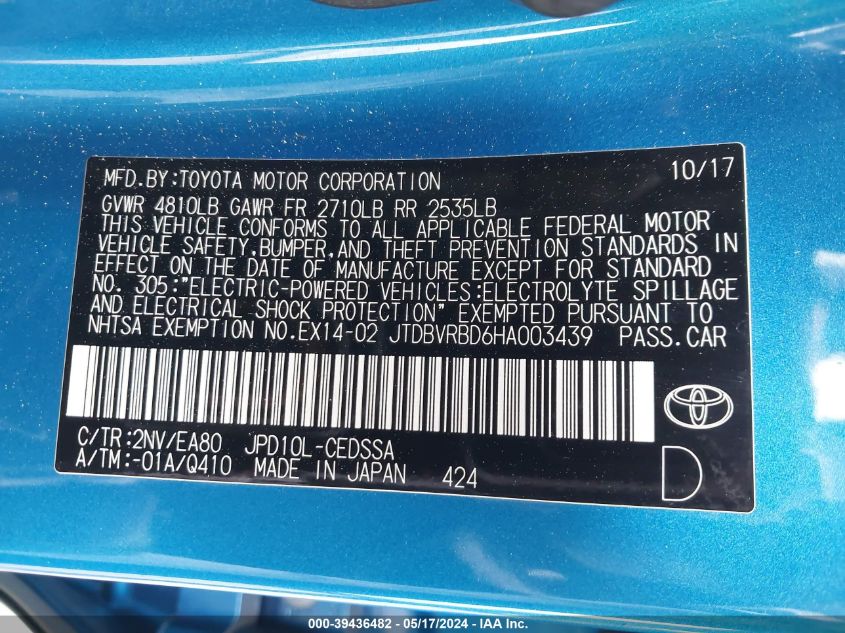 MFD.BY:TOYOTA MOTOR CORPORATION 10/17
GVWR 4810LB GAWR FR 2710LB RR 2535LB
THIS VEHICLE CONFORMS TO ALL APPLICABLE FEDERAL MOTOR
VEHICLE SAFETY,BUMPER,AND THEFT PREVENTION STANDARDS IN
EFFECT ON THE DATE OF MANUFACTURE EXCEPT FOR STANDARD
NO. 305:"ELECTRIC-POWERED VEHICLES:ELECTROLYTE SPILLAGE
AND ELECTRICAL SHOCK PROTECTION" EXEMPTED PURSUANT TO
NHTSA EXEMPTION NO.EX14-02 JTDBVRBD6HA003439 PASS.CAR
C/TR:2NV/EA80 JPD10L-CEDSSA
A/TM:-01A/Q410 MADE IN JAPAN 424
D
000-39436482 - 05/17/2024 - IAAI.com